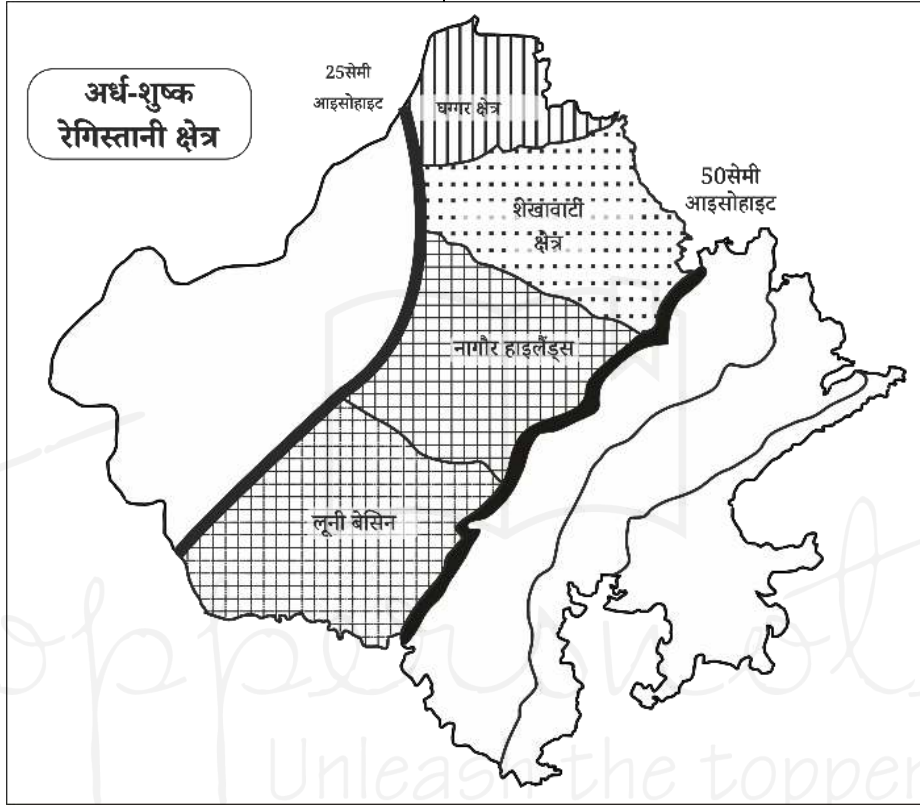 अर्ध-शुष्क
रेगिस्तानी क्षेत्र
25सेमी
आइसोहाइट
घग्गर क्षेत्र
50सेमी
आइसोहाइट
शेखावाटी
क्षेत्र
नागौर हाइलैंड्स
लूनी बेसिन
Unleash the topper